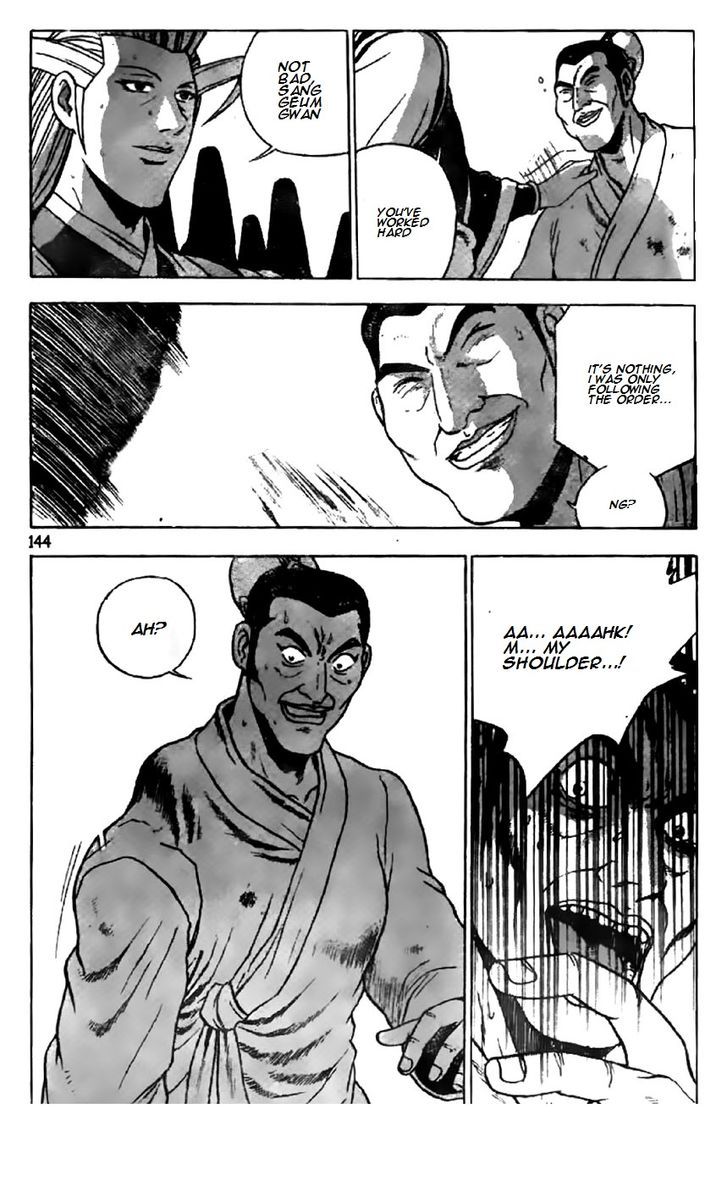 NOT
BAD,
SANG
GEUM
GWAN
YOU'VE
WORKED
HARD
IT'S NOTHING,
I WAS ONLY
FOLLOWING
THE ORDER...
NG?
144
AH?
AA... AAAAHK!
M... MY
SHOULDER...!